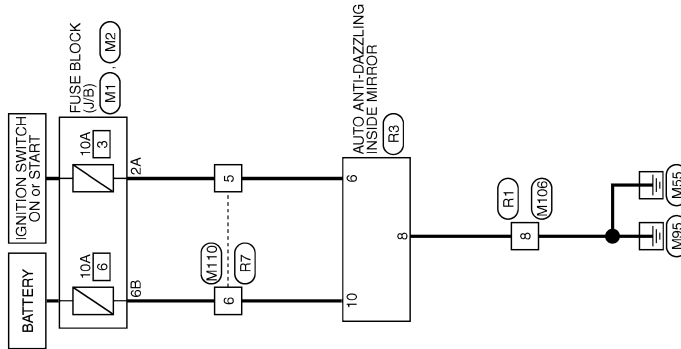 IGNITION SWITCH
ON or START
BATTERY
FUSE BLOCK
(J/B)
M1 , M2
10A
3
10A
6
2A
6B
5
M110
6
R7
AUTO ANTI-DAZZLING
INSIDE MIRROR
R3
6
10
8
R1
8
M106
M95
M55